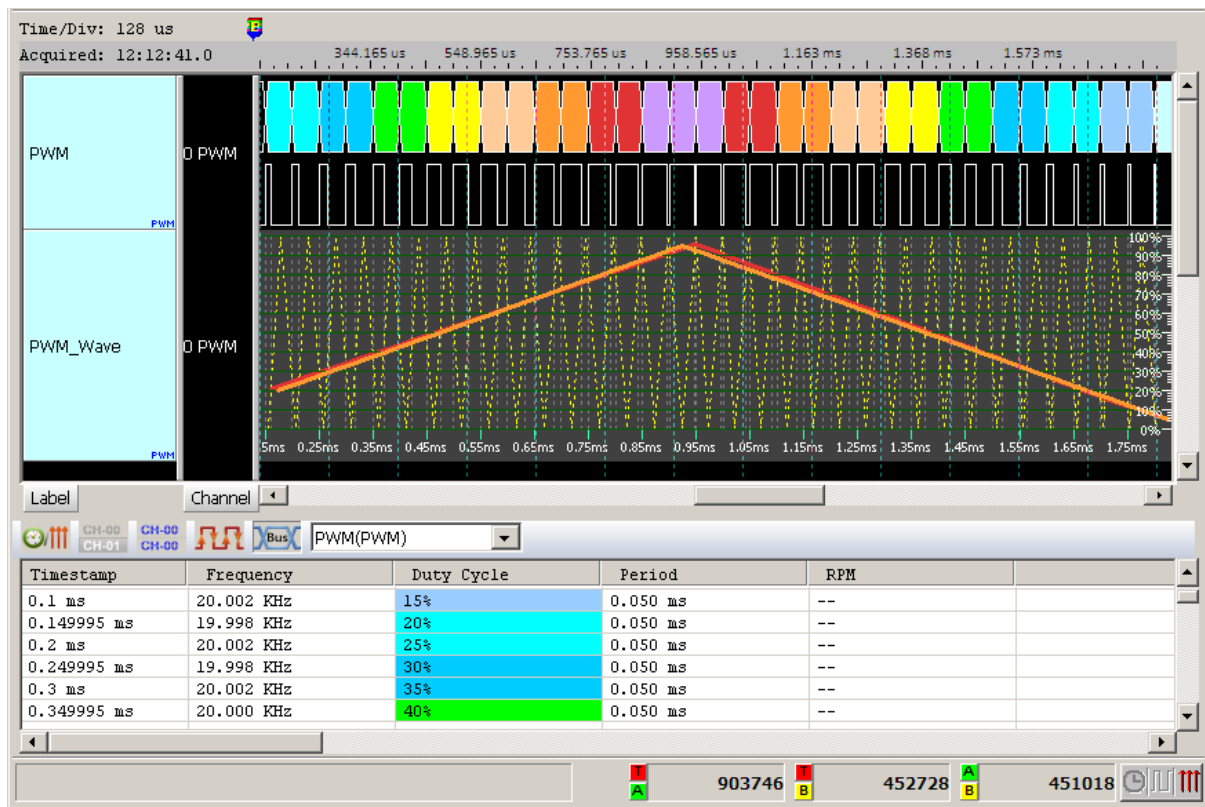 Time/Div: 128 us
B
Acquired: 12:12:41.0
344.165 us 548.965 us 753.765 us 958.565 us 1.163 ms 1.368 ms 1.573 ms
PWM
0 PWM
PWM
PWM_Wave
0 PWM
PWM
100%
90%
80%
70%
60%
50%
40%
30%
20%
10%
0%
5ms 0.25ms 0.35ms 0.45ms 0.55ms 0.65ms 0.75ms 0.85ms 0.95ms 1.05ms 1.15ms 1.25ms 1.35ms 1.45ms 1.55ms 1.65ms 1.75ms
Label Channel
CH-00 CH-01 CH-00 CH-00 Bus PWM(PWM)
Timestamp Frequency Duty Cycle Period RPM
0.1 ms 20.002 KHz 15% 0.050 ms --
0.149995 ms 19.998 KHz 20% 0.050 ms --
0.2 ms 20.002 KHz 25% 0.050 ms --
0.249995 ms 19.998 KHz 30% 0.050 ms --
0.3 ms 20.002 KHz 35% 0.050 ms --
0.349995 ms 20.000 KHz 40% 0.050 ms --
T A 903746 T B 452728 A B 451018